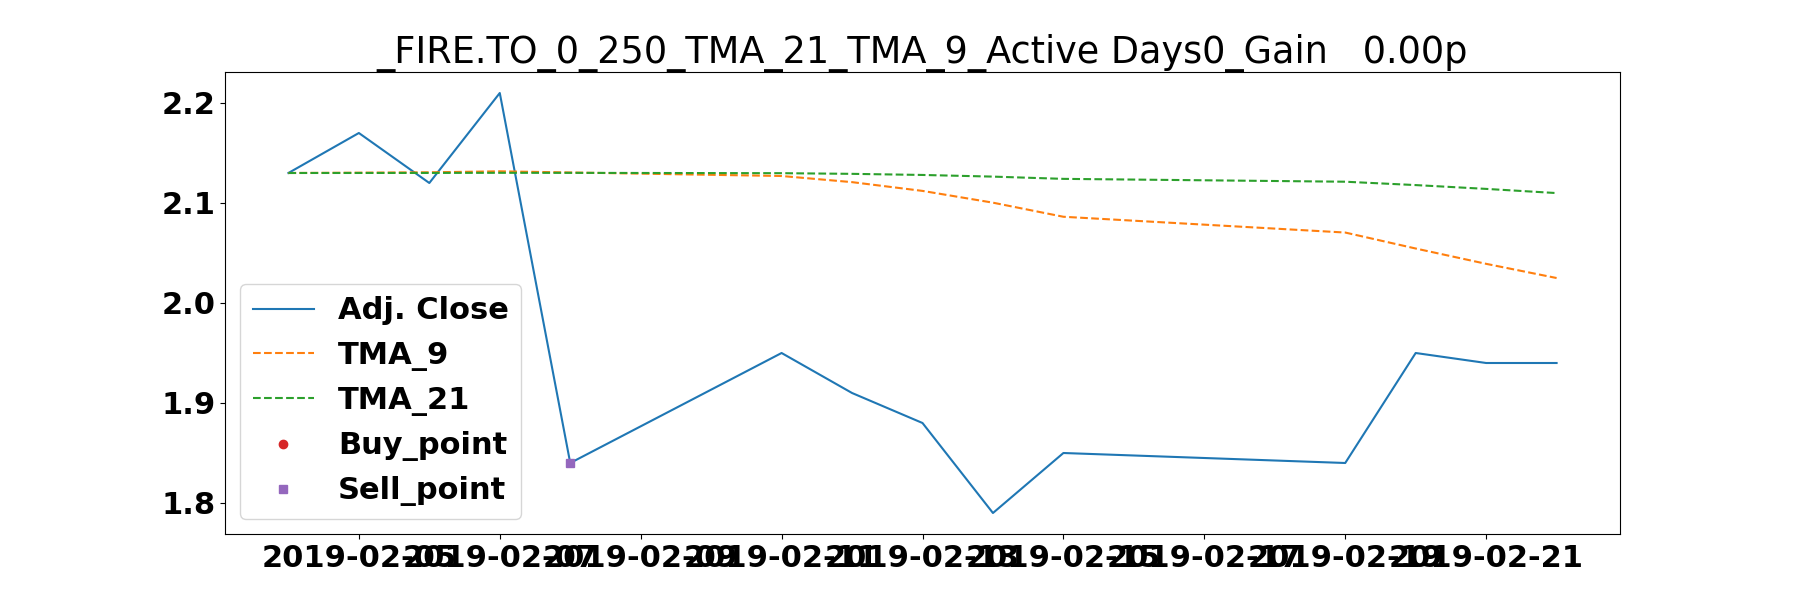 _FIRE.TO_0_250_TMA_21_TMA_9_Active Days0_Gain   0.00p
2.2
2.1
2.0
1.9
1.8
Adj. Close
TMA_9
TMA_21
Buy_point
Sell_point
2019-02-05 2019-02-07 2019-02-09 2019-02-11 2019-02-13 2019-02-15 2019-02-17 2019-02-19 2019-02-21